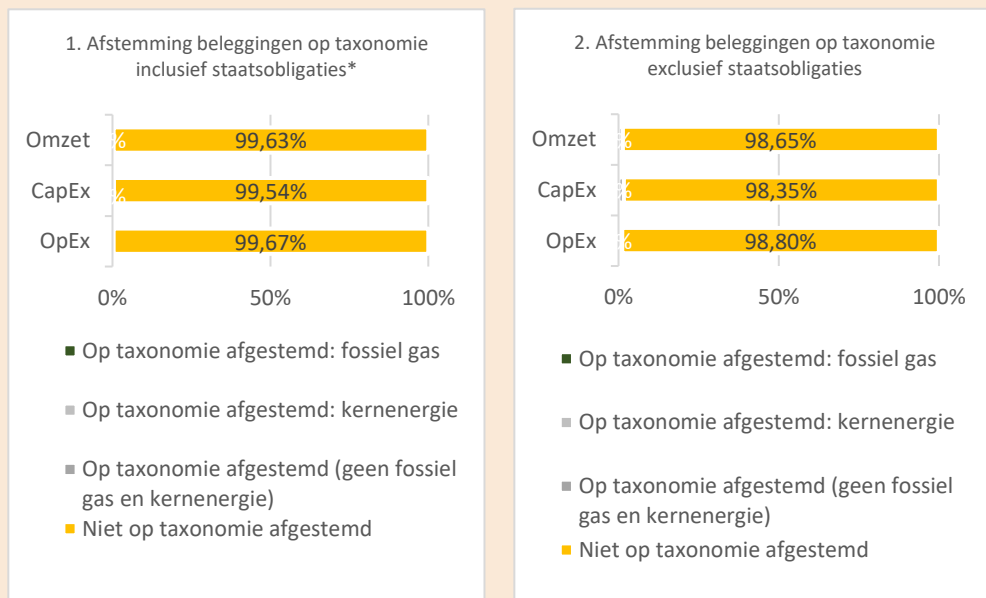 1. Afstemming beleggingen op taxonomie
inclusief staatsobligaties*
Omzet
%
99,63%
CapEx
%
99,54%
OpEx
99,67%
0%
50%
100%
■ Op taxonomie afgestemd: fossiel gas
■ Op taxonomie afgestemd: kernenergie
■ Op taxonomie afgestemd (geen fossiel
gas en kernenergie)
■ Niet op taxonomie afgestemd
2. Afstemming beleggingen op taxonomie
exclusief staatsobligaties
Omzet
%
98,65%
CapEx
%
98,35%
OpEx
%
98,80%
0%
50%
100%
■ Op taxonomie afgestemd: fossiel gas
■ Op taxonomie afgestemd: kernenergie
■ Op taxonomie afgestemd (geen fossiel
gas en kernenergie)
■ Niet op taxonomie afgestemd